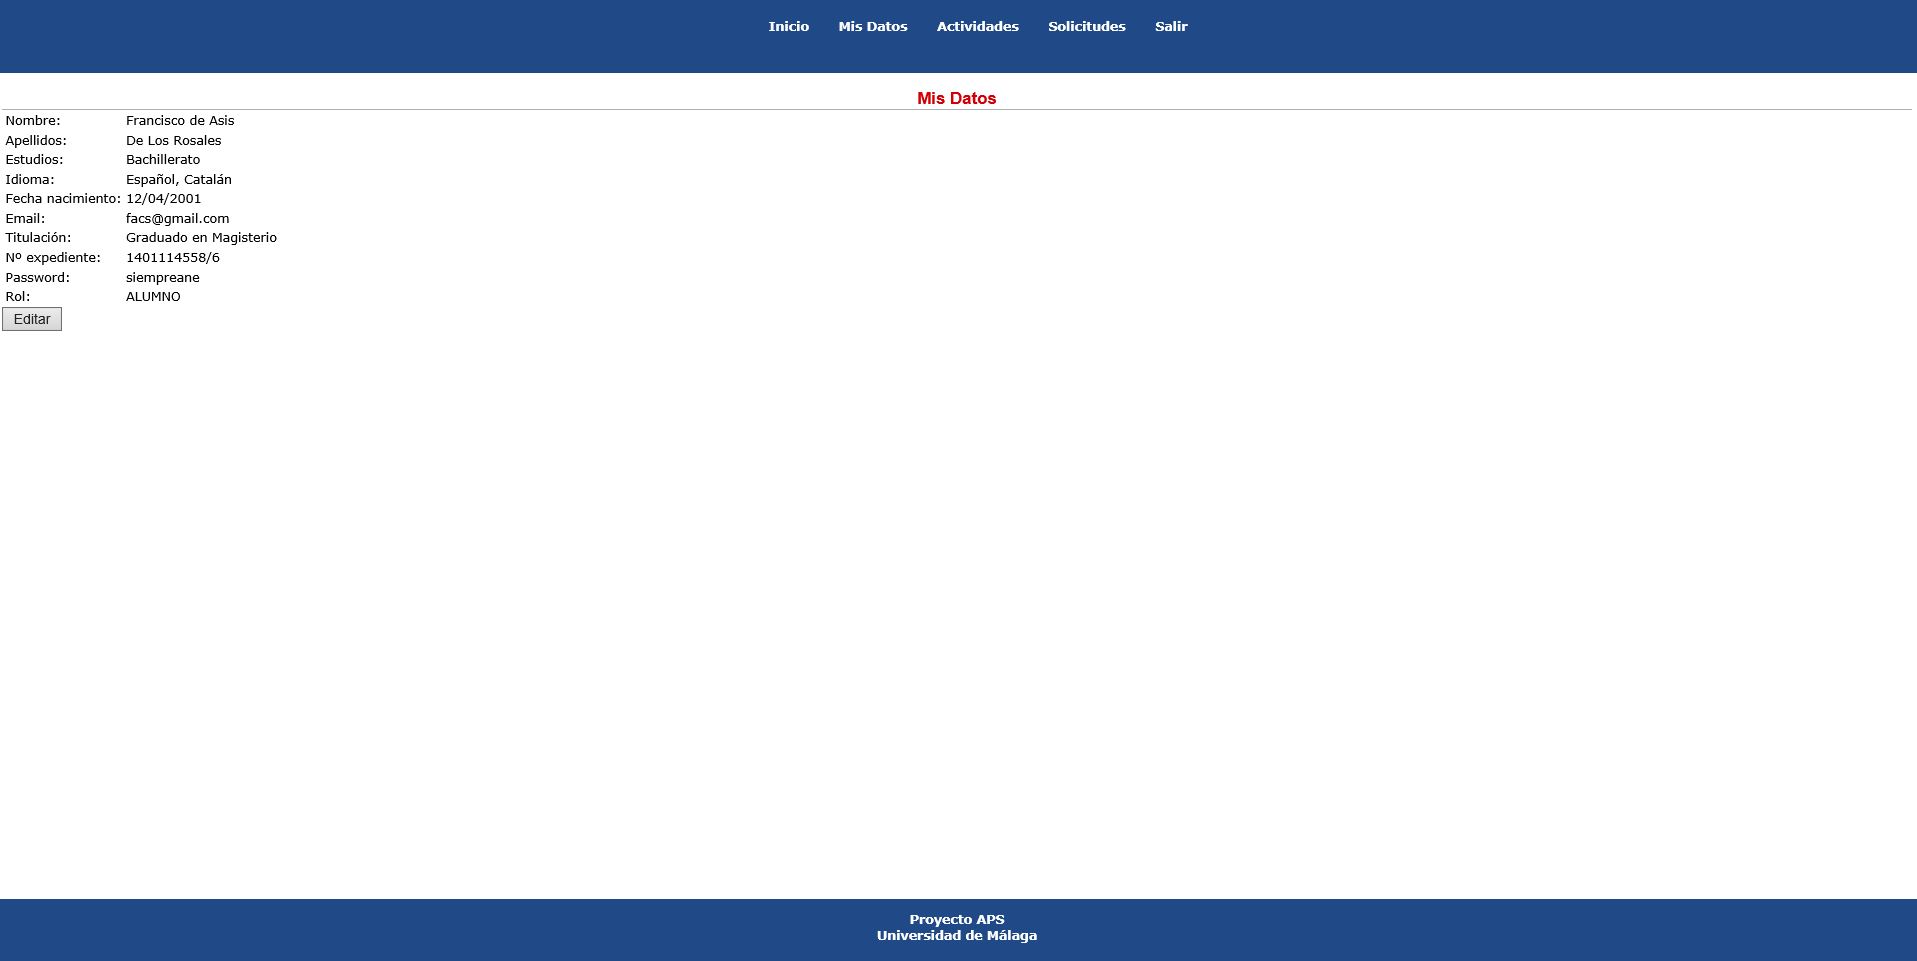 Inicio Mis Datos Actividades Solicitudes Salir
Mis Datos
Nombre: Francisco de Asis
Apellidos: De Los Rosales
Estudios: Bachillerato
Idioma: Español, Catalán
Fecha nacimiento: 12/04/2001
Email: facs@gmail.com
Titulación: Graduado en Magisterio
Nº expediente: 1401114558/6
Password: siempreane
Rol: ALUMNO
Editar
Proyecto APS
Universidad de Málaga